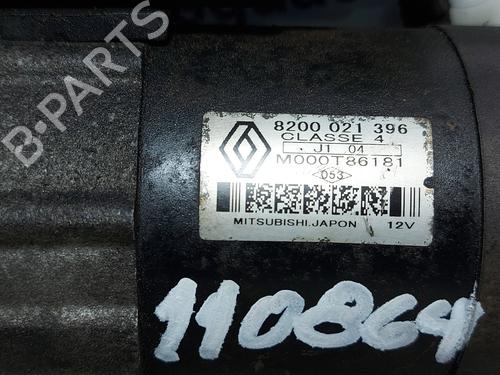 B-PARTS
8200 021 396
CLASSE 4
J1 04
M000T86181
053
MITSUBISHI.JAPON 12V
110864